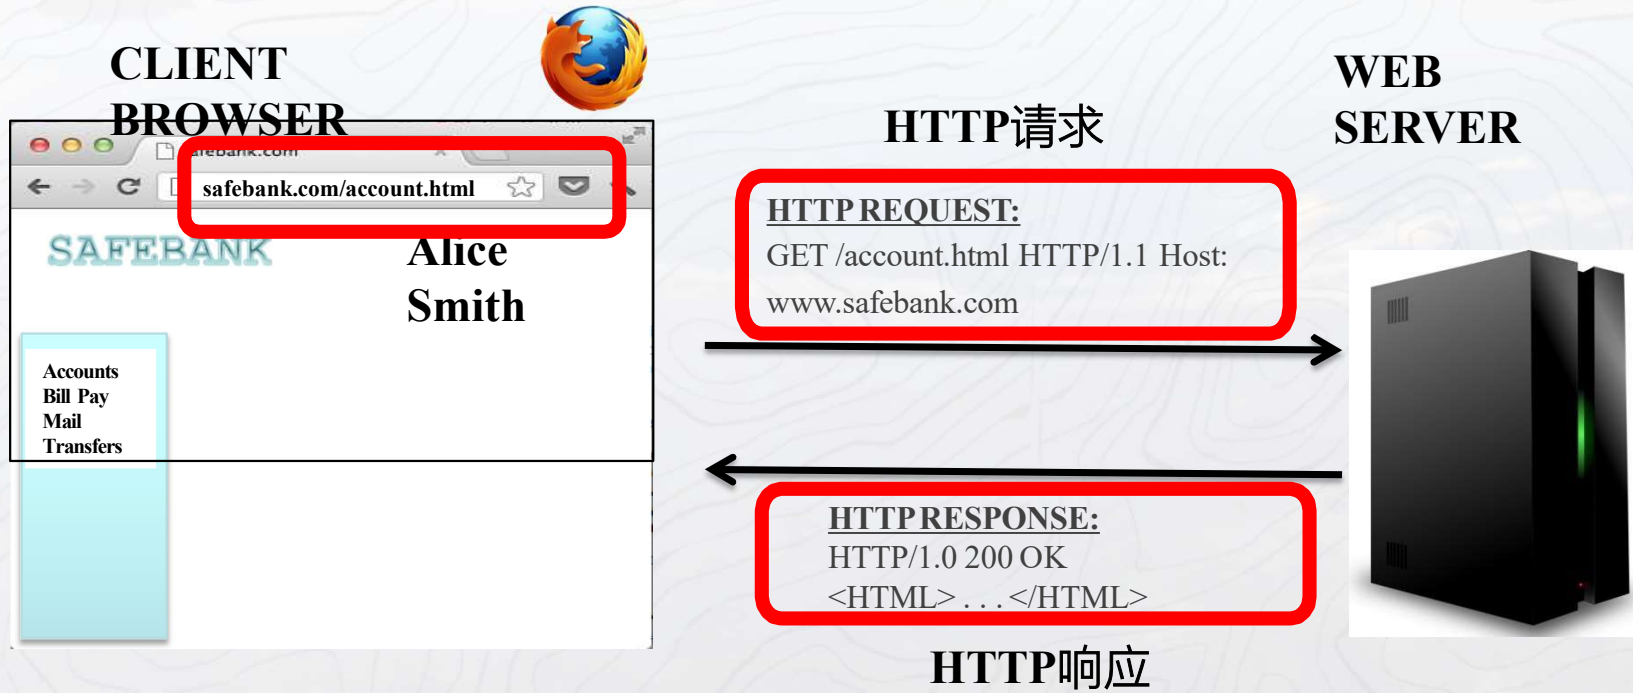 CLIENT
BROWSER
safebank.com
safebank.com/account.html
SAFEBANK
Alice
Smith
Accounts
Bill Pay
Mail
Transfers
HTTP请求
HTTP REQUEST:
GET /account.html HTTP/1.1 Host:
www.safebank.com
WEB
SERVER
HTTP RESPONSE:
HTTP/1.0 200 OK
<HTML> . . . </HTML>
HTTP响应